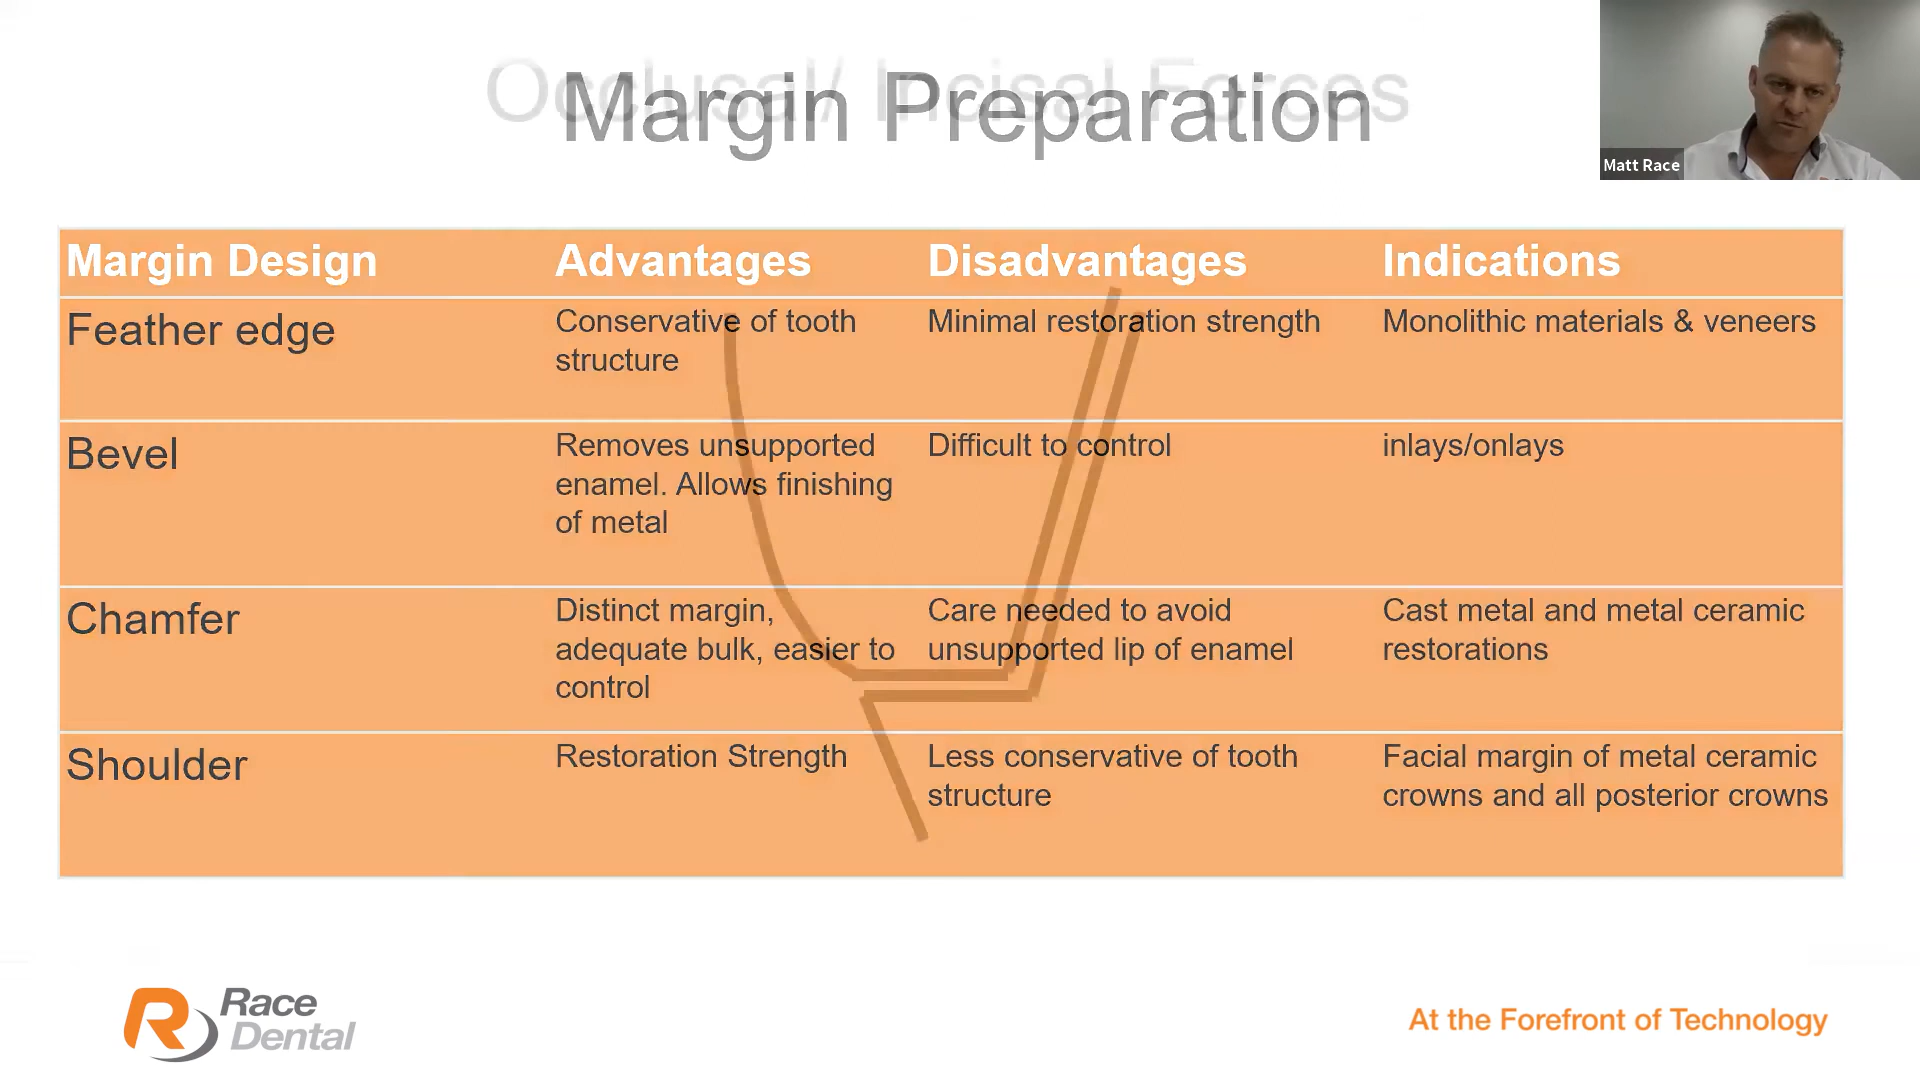 Occlusal/ Incisal Forces
Margin Preparation
Matt Race
Margin Design
Advantages
Disadvantages
Indications
Feather edge
Conservative of tooth
structure
Minimal restoration strength
Monolithic materials & veneers
Bevel
Removes unsupported
enamel. Allows finishing
of metal
Difficult to control
inlays/onlays
Chamfer
Distinct margin,
adequate bulk, easier to
control
Care needed to avoid
unsupported lip of enamel
Cast metal and metal ceramic
restorations
Shoulder
Restoration Strength
Less conservative of tooth
structure
Facial margin of metal ceramic
crowns and all posterior crowns
Race
Dental
At the Forefront of Technology